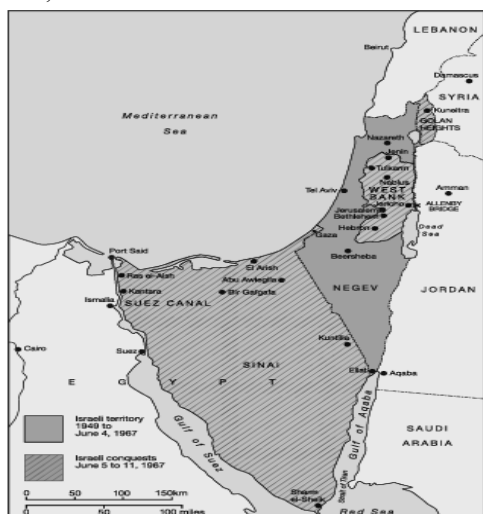 LEBANON
Beirut
Damascus
SYRIA
Mediterranean
Sea
Kuneitra
GOLAN
HEIGHTS
Nazareth
Jenin
Tulkarm
Nablus
WEST
BANK
Tel Aviv
Amman
Jericho
ALLENBY
BRIDGE
Jerusalem
Bethlehem
Hebron
Dead
Sea
Gaza
Port Said
El Arish
Beersheba
Ras el-Aish
Abu Aweigila
Kantara
Bir Gafgafa
NEGEV
JORDAN
SUEZ CANAL
Ismailia
Kuntilla
Cairo
Suez
SINAI
EGYPT
Eilat
Aqaba
Gulf of Suez
Gulf of Aqaba
SAUDI
ARABIA
Israeli territory
1949 to
June 4, 1967
Israeli conquests
June 5 to 11, 1967
0 50 100 150km
0 50 100 miles
Sharm
el-Sheik
Red Sea